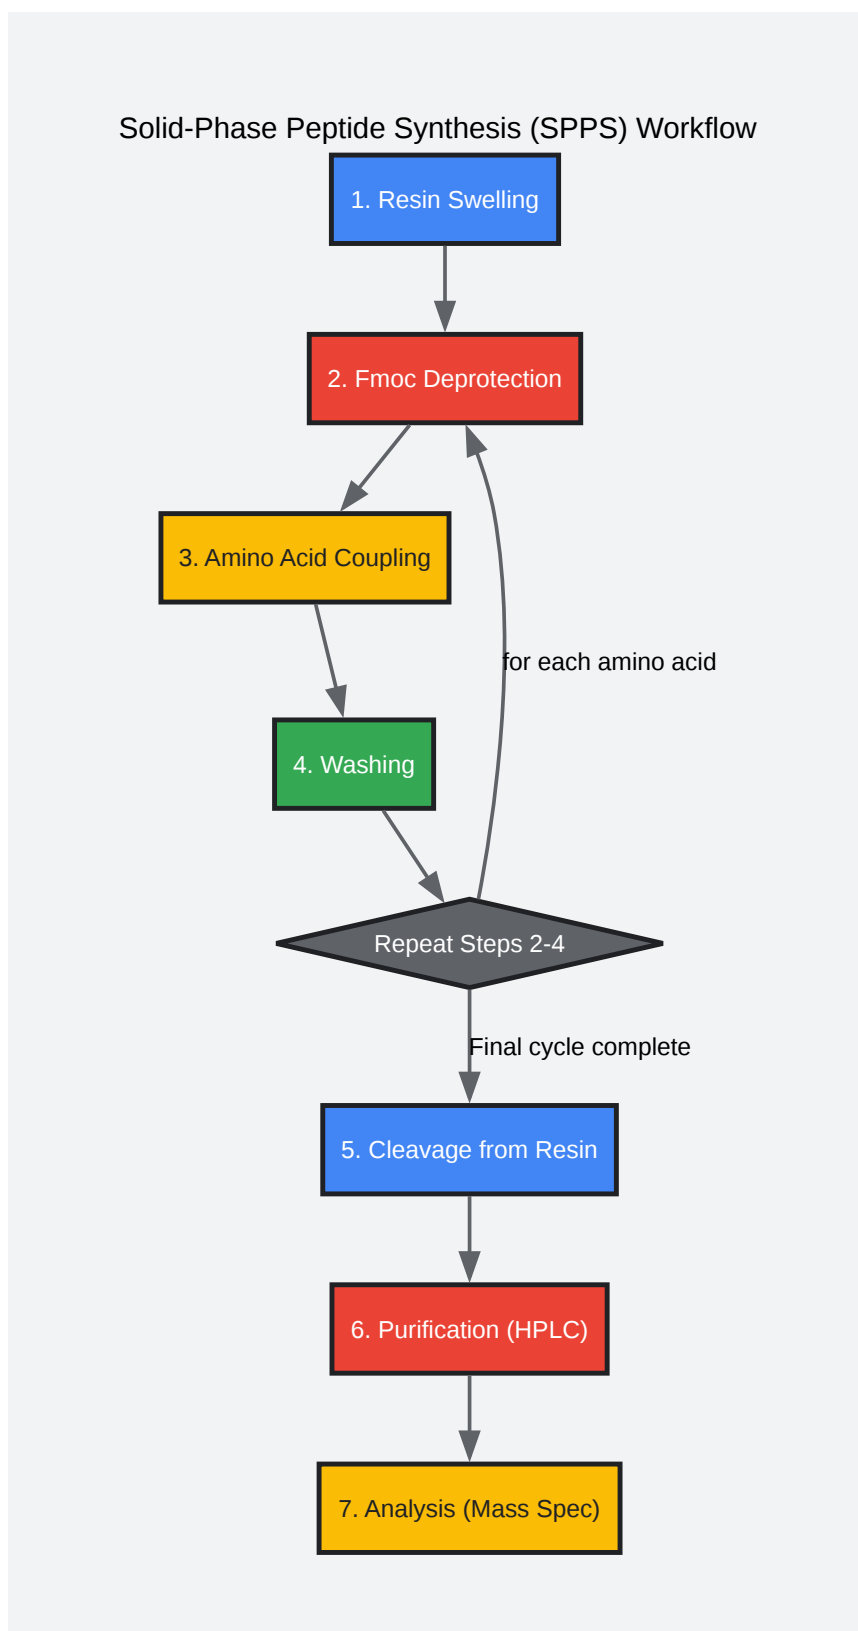 Solid-Phase Peptide Synthesis (SPPS) Workflow
1. Resin Swelling
2. Fmoc Deprotection
3. Amino Acid Coupling
for each amino acid
4. Washing
Repeat Steps 2-4
Final cycle complete
5. Cleavage from Resin
6. Purification (HPLC)
7. Analysis (Mass Spec)